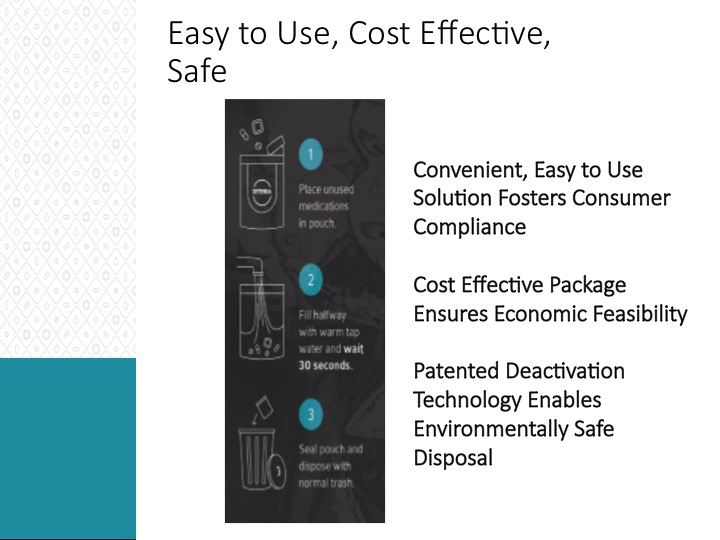 Easy to Use, Cost Effective,
Safe
1
Place unused
medications
in pouch.
2
Fill halfway
with warm tap
water and wait
30 seconds.
3
Seal pouch and
dispose with
normal trash.
Convenient, Easy to Use
Solution Fosters Consumer
Compliance
Cost Effective Package
Ensures Economic Feasibility
Patented Deactivation
Technology Enables
Environmentally Safe
Disposal